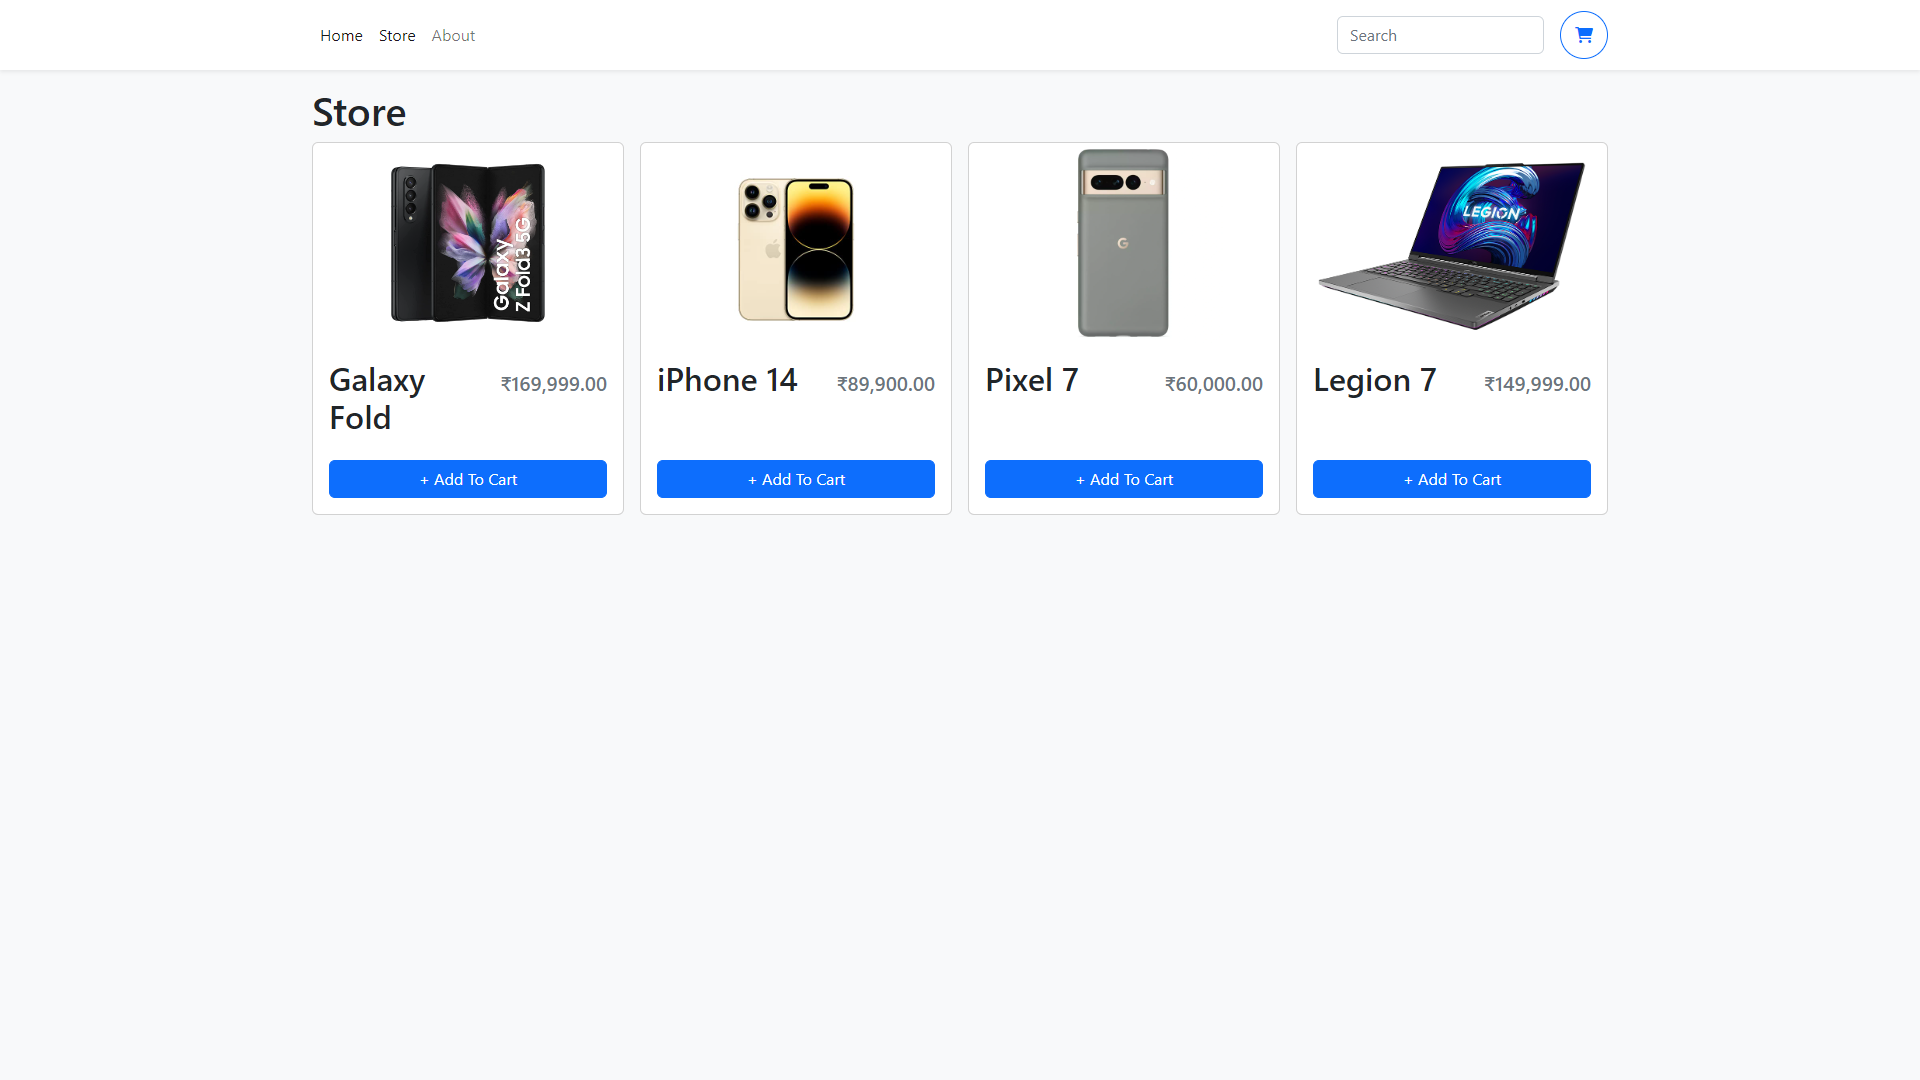 Home Store About Search
Store
Galaxy
Z Fold3 5G
LEGION
G
Galaxy Fold
₹169,999.00
iPhone 14
₹89,900.00
Pixel 7
₹60,000.00
Legion 7
₹149,999.00
+ Add To Cart
+ Add To Cart
+ Add To Cart
+ Add To Cart